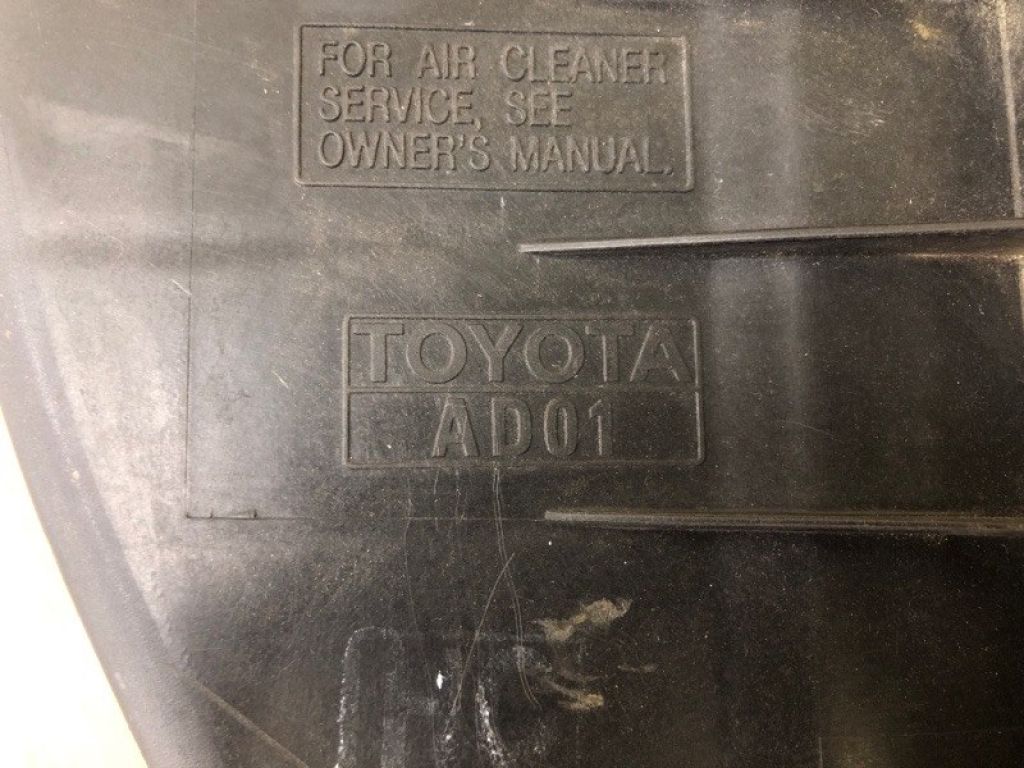 FOR AIR CLEANER
SERVICE, SEE
OWNER'S MANUAL.
TOYOTA
AD01